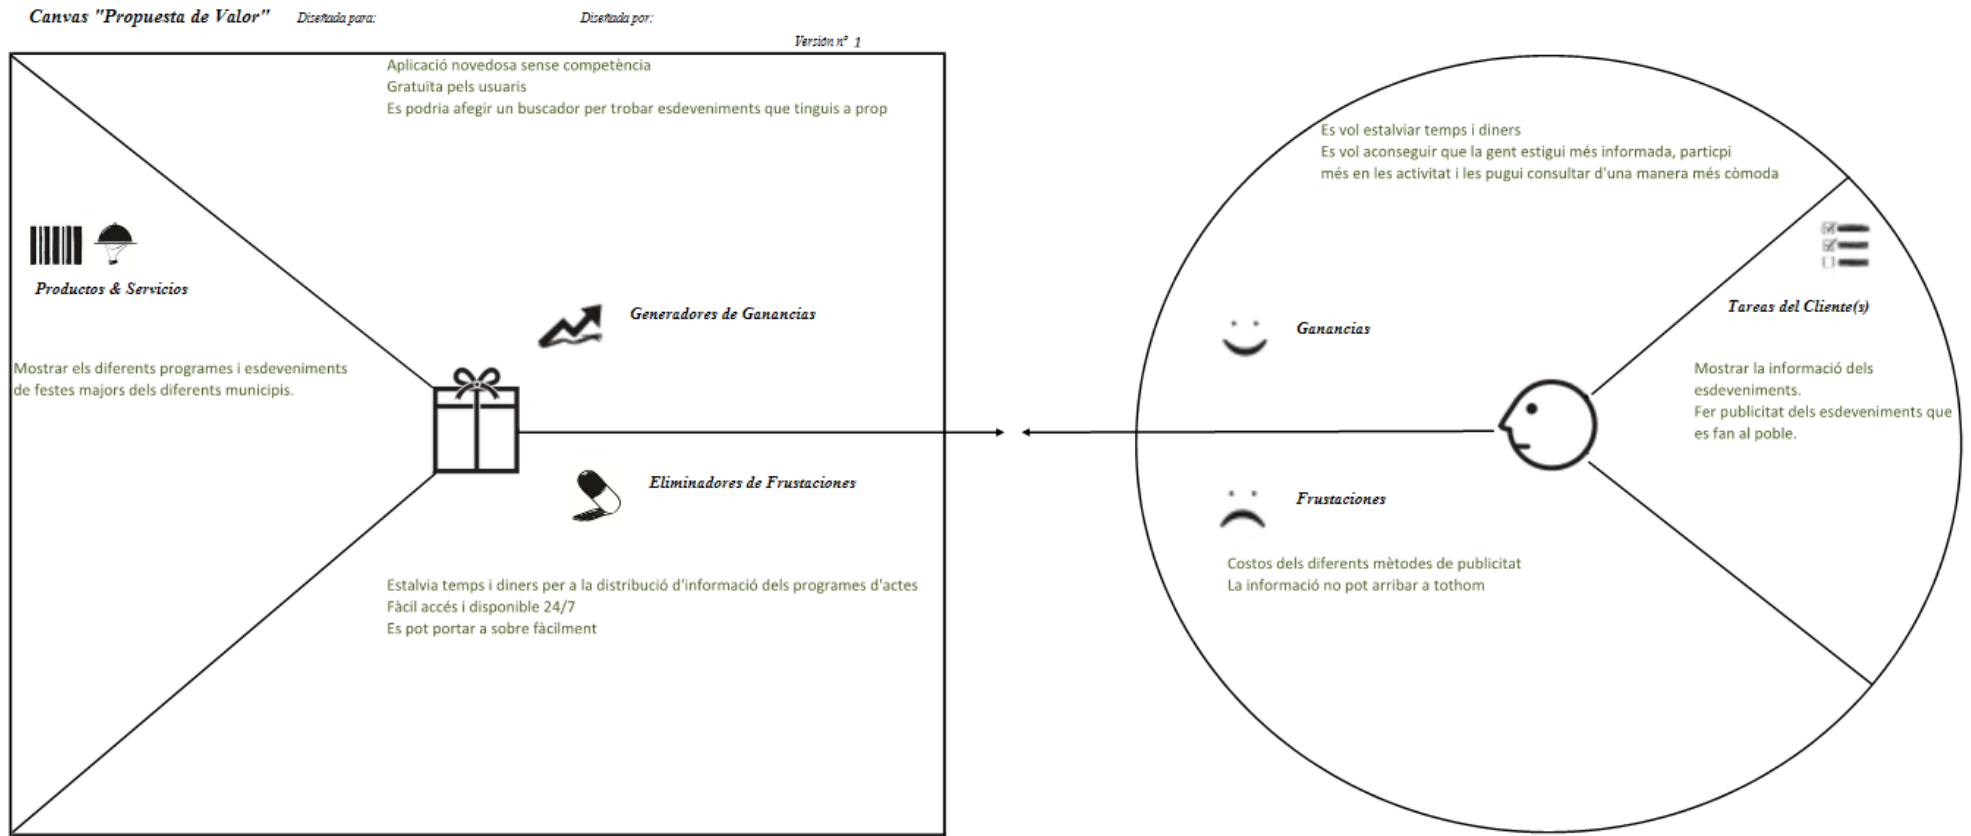 Canvas "Propuesta de Valor"
Diseñada para:
Diseñada por:
Versión nº 1
Aplicació novedosa sense competència
Gratuïta pels usuaris
Es podria afegir un buscador per trobar esdeveniments que tinguis a prop
Productos & Servicios
Mostrar els diferents programes i esdeveniments
de festes majors dels diferents municipis.
Generadores de Ganancias
Eliminadores de Frustaciones
Estalvia temps i diners per a la distribució d'informació dels programes d'actes
Fàcil accés i disponible 24/7
Es pot portar a sobre fàcilment
Es vol estalviar temps i diners
Es vol aconseguir que la gent estigui més informada, particpi
més en les activitat i les pugui consultar d'una manera més còmoda
Ganancias
Frustaciones
Costos dels diferents mètodes de publicitat
La informació no pot arribar a tothom
Tareas del Cliente(s)
Mostrar la informació dels
esdeveniments.
Fer publicitat dels esdeveniments que
es fan al poble.